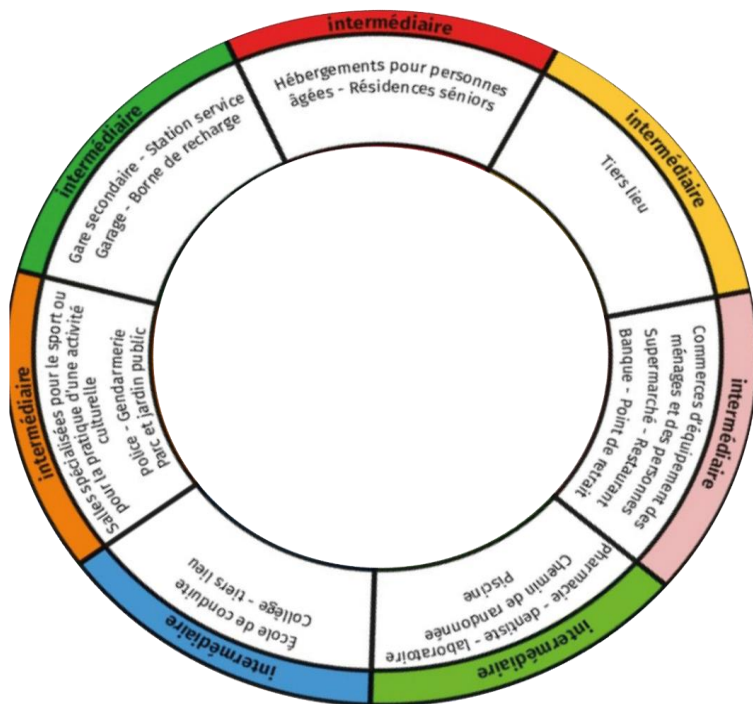 intermédiaire
Hébergements pour personnes
âgées - Résidences séniors
intermédiaire
Tiers lieu
intermédiaire
Commerces d'équipement des
ménages et des personnes
Supermarché - Restaurant
Banque - Point de retrait
intermédiaire
pharmacie - dentiste - laboratoire
Chemin de randonnée
Piscine
intermédiaire
École de conduite
Collège - tiers lieu
intermédiaire
Salles spécialisées pour le sport ou
pour la pratique d'une activité
culturelle
Police - Gendarmerie
Parc et jardin public
intermédiaire
Gare secondaire - Station service
Garage - Borne de recharge